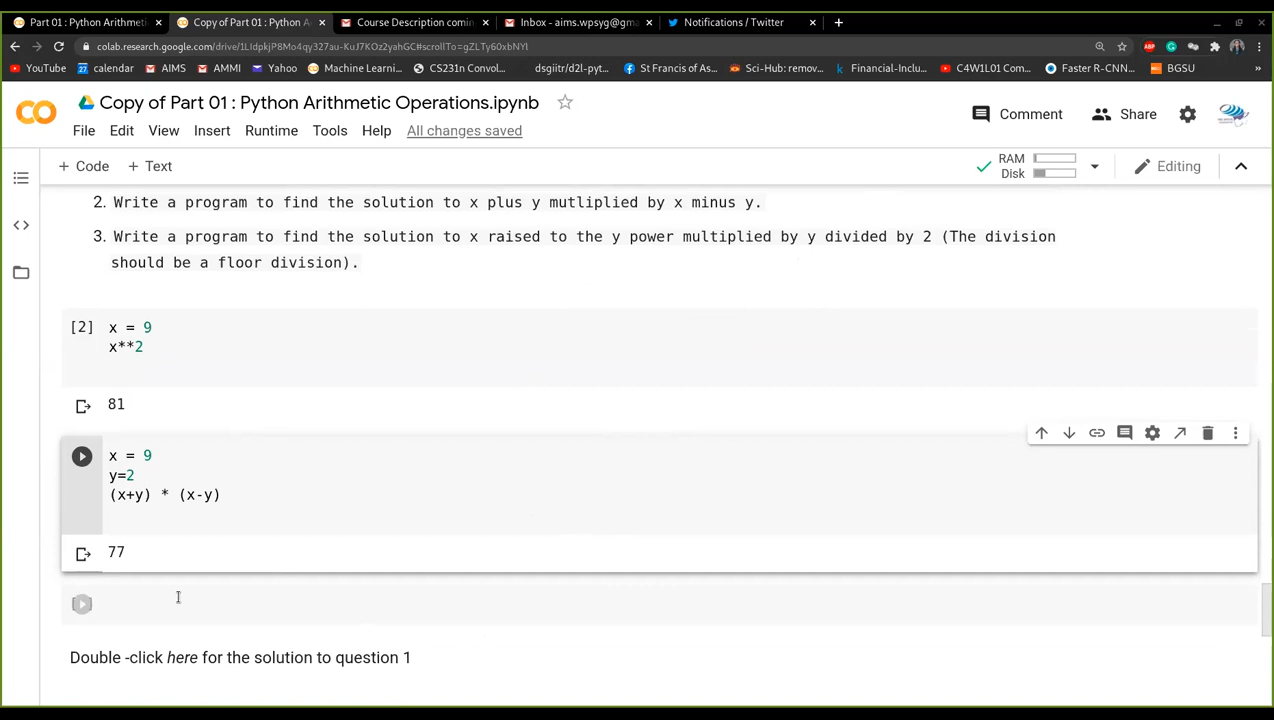 Part 01 : Python Arithmeti
Copy of Part 01 : Python A
Course Description comin
Inbox - aims.wpsyg@gma
Notifications / Twitter
colab.research.google.com/drive/1LIdpkjP8Mo4qy327au-KuJ7KOz2yahGC#scrollTo=gZLTy60xbNYl
YouTube
calendar
AIMS
AMMI
Yahoo
Machine Learni...
CS231n Convol...
dsgiitr/d2l-pyt...
St Francis of As...
Sci-Hub: remov...
Financial-Inclu...
C4W1L01 Com...
Faster R-CNN...
BGSU
»
Copy of Part 01 : Python Arithmetic Operations.ipynb
Comment
Share
File Edit View Insert Runtime Tools Help All changes saved
+ Code + Text
RAM
Disk
Editing
2. Write a program to find the solution to x plus y mutliplied by x minus y.
3. Write a program to find the solution to x raised to the y power multiplied by y divided by 2 (The division
should be a floor division).
[2] x = 9
x**2
81
x = 9
y=2
(x+y) * (x-y)
77
[ ]
Double -click here for the solution to question 1